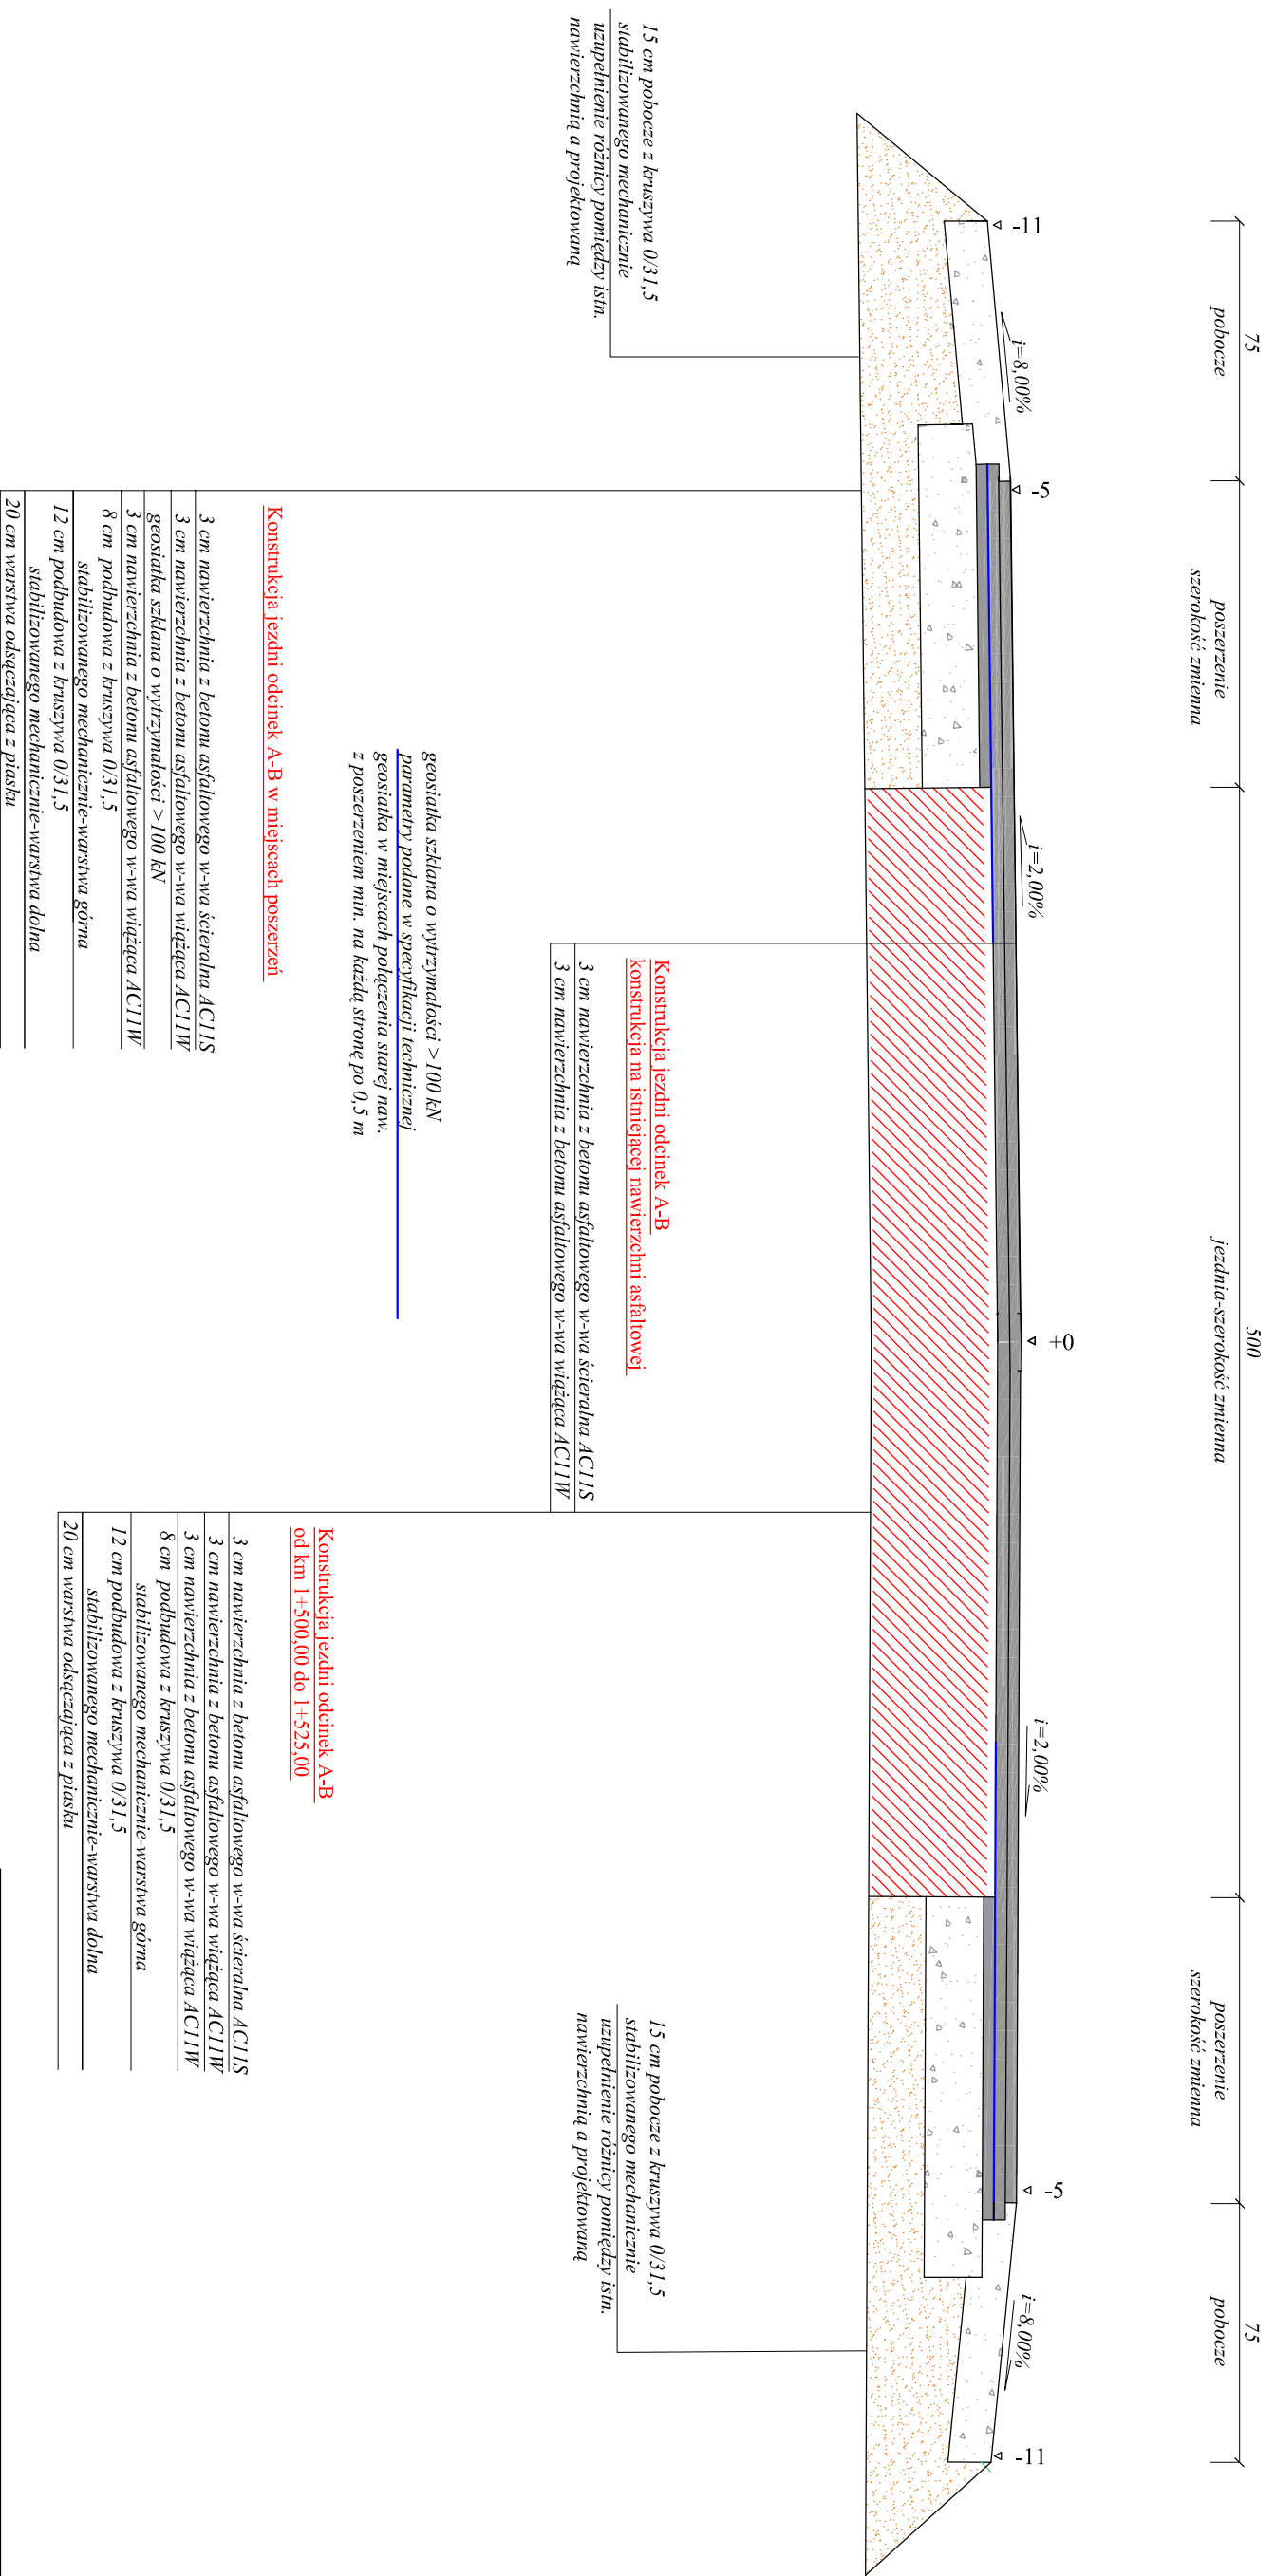 75
500
75
pobocze
poszerzenie
szerokość zmienna
jezdnia-szerokość zmienna
poszerzenie
szerokość zmienna
pobocze
-11
-5
+0
-5
-11
i=8,00%
i=2,00%
i=2,00%
i=8,00%
15 cm pobocze z kruszywa 0/31,5
stabilizowanego mechanicznie
uzupełnienie różnicy pomiędzy istn.
nawierzchnią a projektowaną
Konstrukcja jezdni odcinek A-B
konstrukcja na istniejącej nawierzchni asfaltowej
3 cm nawierzchnia z betonu asfaltowego w-wa ścieralna AC11S
3 cm nawierzchnia z betonu asfaltowego w-wa wiążąca AC11W
15 cm pobocze z kruszywa 0/31,5
stabilizowanego mechanicznie
uzupełnienie różnicy pomiędzy istn.
nawierzchnią a projektowaną
geosiatka szklana o wytrzymałości >100 kN
parametry podane w specyfikacji technicznej
geosiatka w miejscach połączenia starej naw.
z poszerzeniem min. na każdą stronę po 0,5 m
Konstrukcja jezdni odcinek A-B w miejscach poszerzeń
3 cm nawierzchnia z betonu asfaltowego w-wa ścieralna AC11S
3 cm nawierzchnia z betonu asfaltowego w-wa wiążąca AC11W
geosiatka szklana o wytrzymałości >100 kN
3 cm nawierzchnia z betonu asfaltowego w-wa wiążąca AC11W
8 cm podbudowa z kruszywa 0/31,5
stabilizowanego mechanicznie-warstwa górna
12 cm podbudowa z kruszywa 0/31,5
stabilizowanego mechanicznie-warstwa dolna
20 cm warstwa odsączająca z piasku
Konstrukcja jezdni odcinek A-B
od km 1+500,00 do 1+525,00
3 cm nawierzchnia z betonu asfaltowego w-wa ścieralna AC11S
3 cm nawierzchnia z betonu asfaltowego w-wa wiążąca AC11W
3 cm nawierzchnia z betonu asfaltowego w-wa wiążąca AC11W
8 cm podbudowa z kruszywa 0/31,5
stabilizowanego mechanicznie-warstwa górna
12 cm podbudowa z kruszywa 0/31,5
stabilizowanego mechanicznie-warstwa dolna
20 cm warstwa odsączająca z piasku